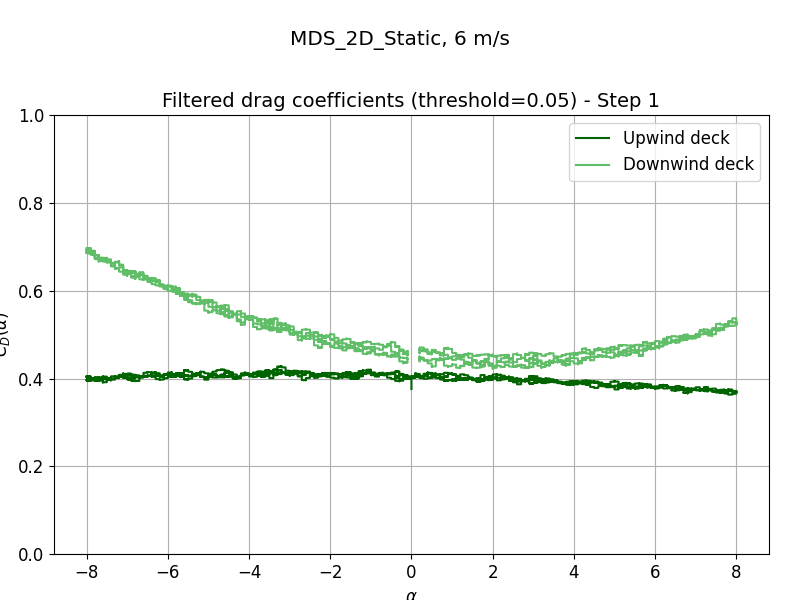 MDS_2D_Static, 6 m/s
Filtered drag coefficients (threshold=0.05) - Step 1
Upwind deck
Downwind deck
1.0
0.8
0.6
0.4
0.2
0.0
C_D(α)
−8 −6 −4 −2 0 2 4 6 8
α